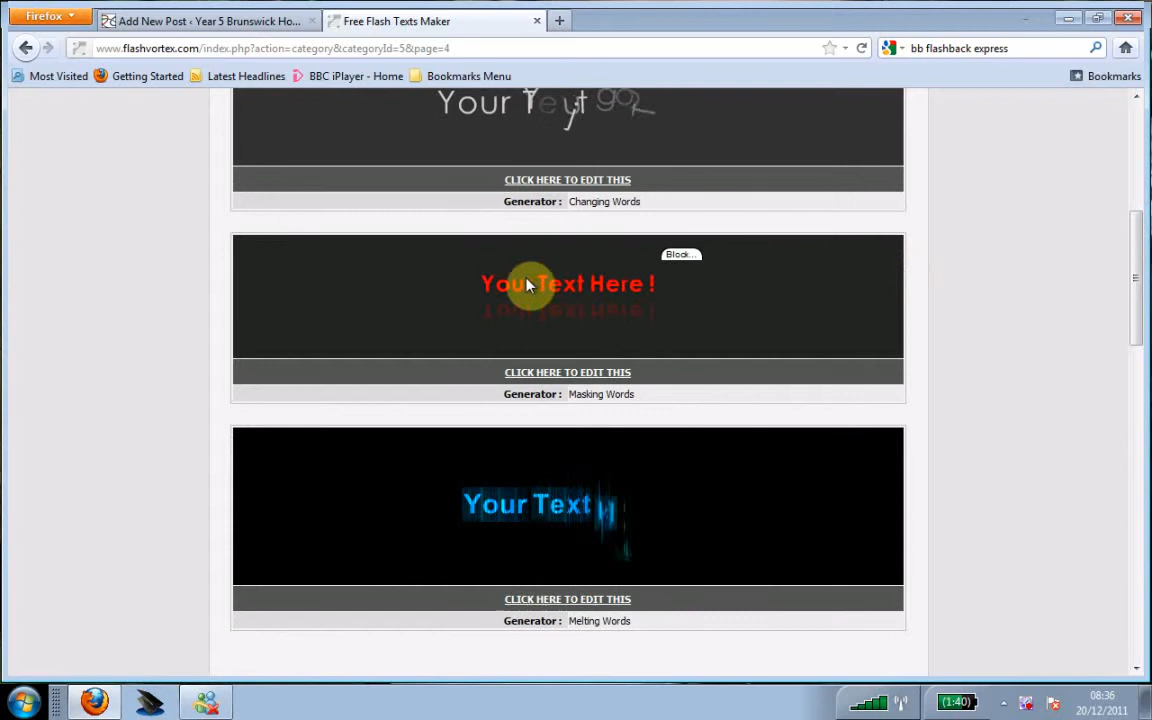 Firefox
Add New Post ‹ Year 5 Brunswick Ho...
Free Flash Texts Maker
www.flashvortex.com/index.php?action=category&categoryId=5&page=4
bb flashback express
Most Visited
Getting Started
Latest Headlines
BBC iPlayer - Home
Bookmarks Menu
Bookmarks
Your Te
CLICK HERE TO EDIT THIS
Generator : Changing Words
Block...
Your Text Here !
CLICK HERE TO EDIT THIS
Generator : Masking Words
Your Text
CLICK HERE TO EDIT THIS
Generator : Melting Words
(1:40)
08:36
20/12/2011